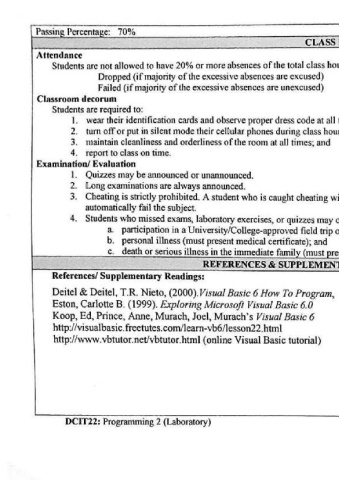 Passing Percentage: 70%
CLASS
Attendance
Students are not allowed to have 20% or more absences of the total class hou
Dropped (if majority of the excessive absences are excused)
Failed (if majority of the excessive absences are unexcused)
Classroom decorum
Students are required to:
1. wear their identification cards and observe proper dress code at all
2. turn off or put in silent mode their cellular phones during class hour
3. maintain cleanliness and orderliness of the room at all times; and
4. report to class on time.
Examination/ Evaluation
1. Quizzes may be announced or unannounced.
2. Long examinations are always announced.
3. Cheating is strictly prohibited. A student who is caught cheating wi
automatically fail the subject.
4. Students who missed exams, laboratory exercises, or quizzes may
a. participation in a University/College-approved field trip o
b. personal illness (must present medical certificate); and
c. death or serious illness in the immediate family (must pre
REFERENCES & SUPPLEMENT
References/ Supplementary Readings:
Deitel & Deitel, T.R. Nieto, (2000).Visual Basic 6 How To Program,
Eston, Carlotte B. (1999). Exploring Microsoft Visual Basic 6.0
Koop, Ed, Prince, Anne, Murach, Joel, Murach's Visual Basic 6
http://visualbasic.freetutes.com/learn-vb6/lesson22.html
http://www.vbtutor.net/vbtutor.html (online Visual Basic tutorial)
DCIT22: Programming 2 (Laboratory)